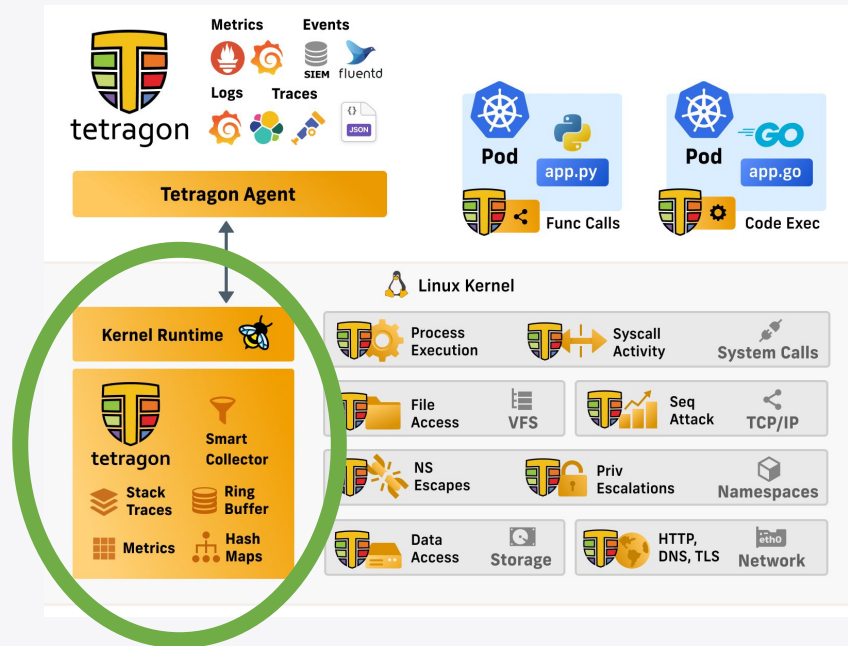 Metrics Events
SIEM fluentd
Logs Traces
{} JSON
tetragon
Tetragon Agent
Pod
app.py
Func Calls
Pod
GO
app.go
Code Exec
Linux Kernel
Kernel Runtime
tetragon
Smart
Collector
Stack
Traces
Ring
Buffer
Metrics
Hash
Maps
Process
Execution
Syscall
Activity
System Calls
File
Access
VFS
Seq
Attack
TCP/IP
NS
Escapes
Priv
Escalations
Namespaces
Data
Access
Storage
HTTP,
DNS, TLS
eth0
Network